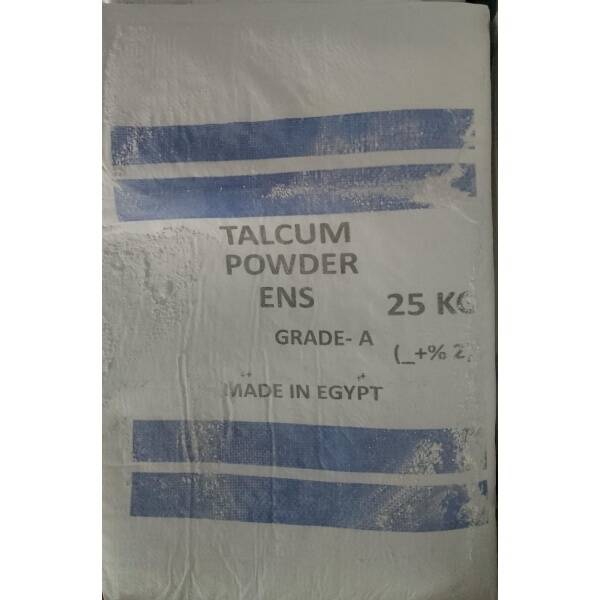 TALCUM
POWDER
ENS
25 KG
GRADE- A
(_+% 2
MADE IN EGYPT